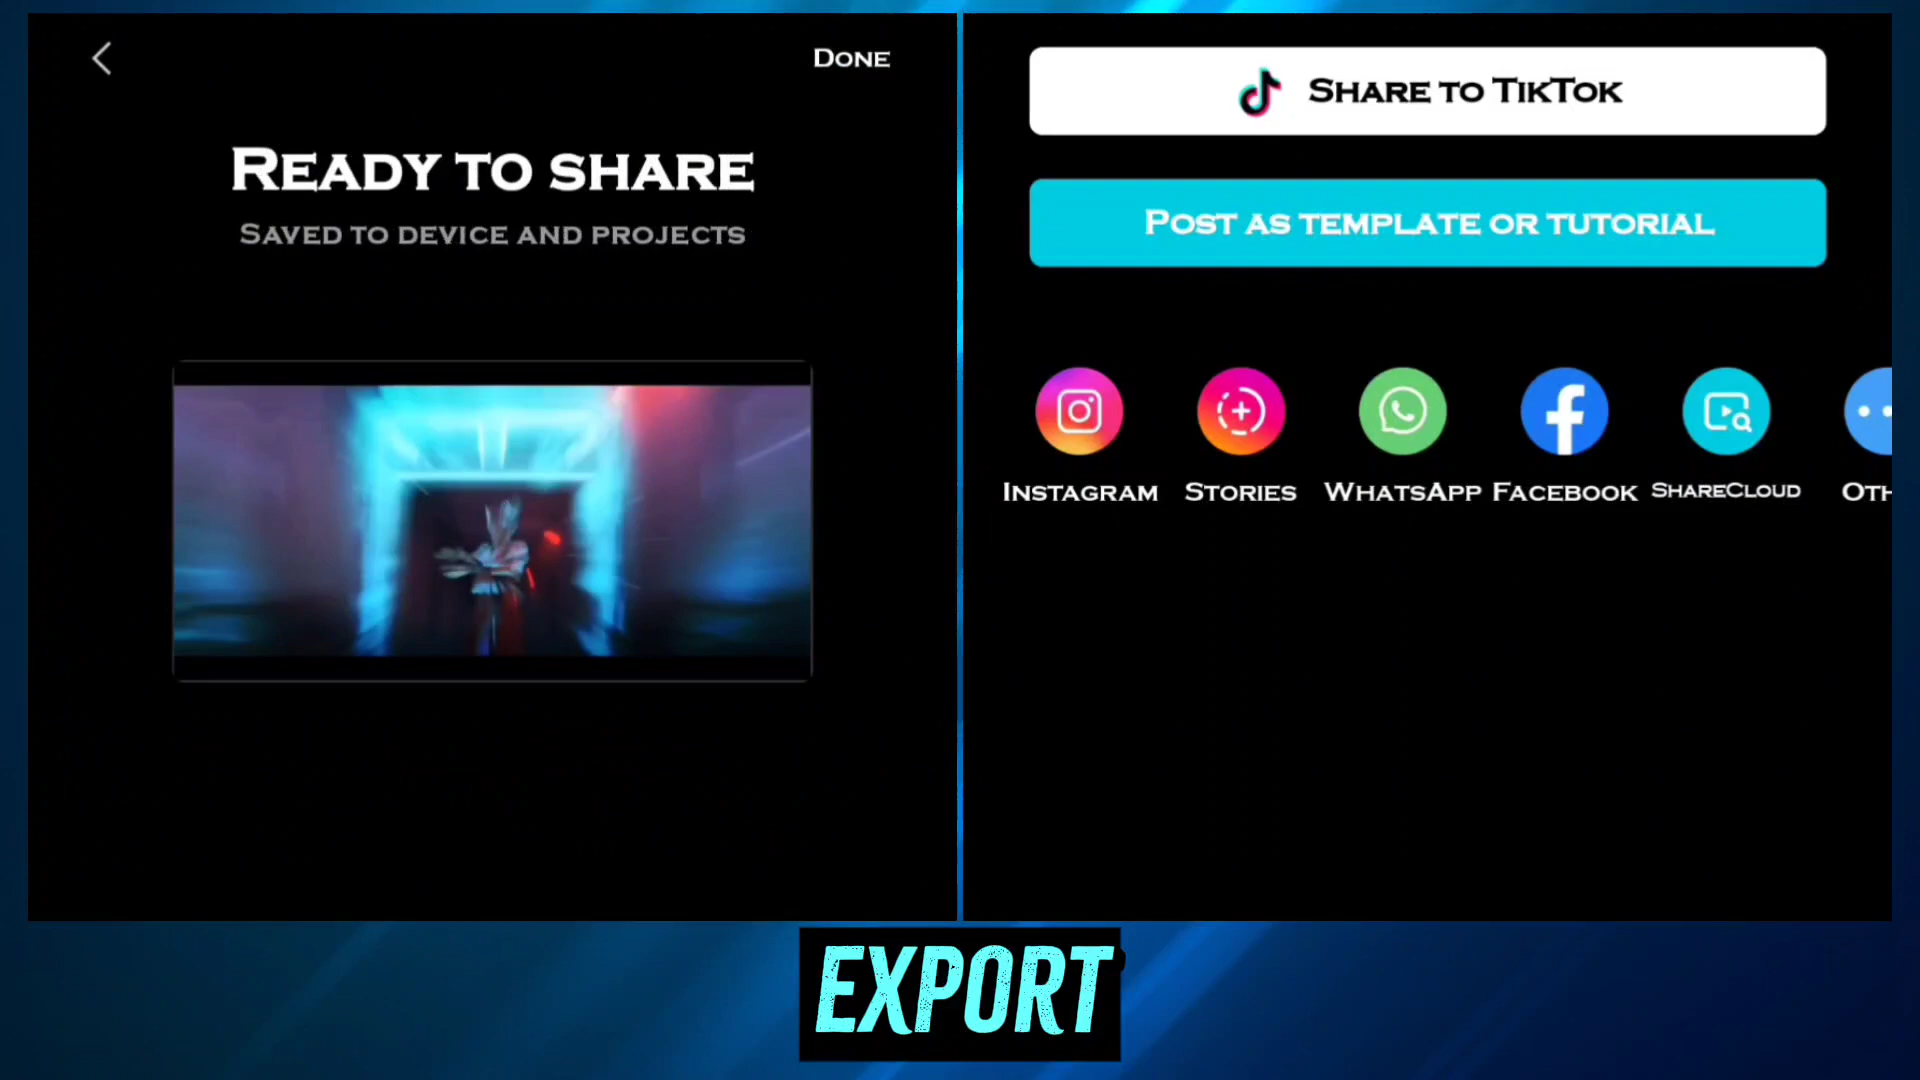 Done
Ready to share
Saved to device and projects
Share to TikTok
Post as template or tutorial
Instagram
Stories
WhatsApp
Facebook
ShareCloud
Oth
EXPORT